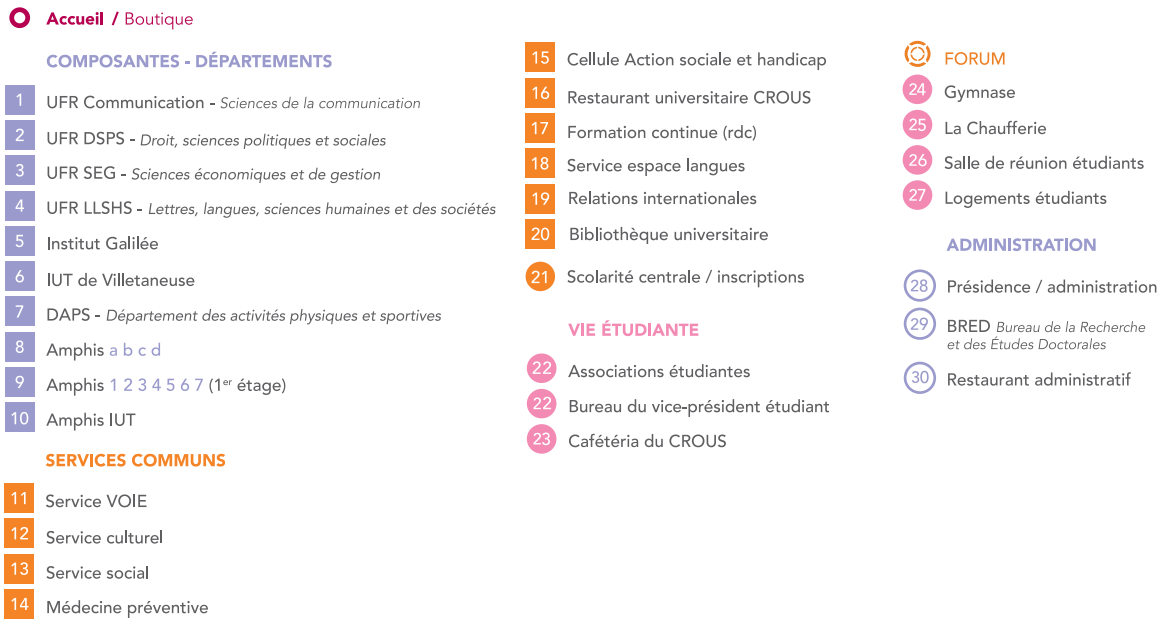 Accueil / Boutique
COMPOSANTES - DÉPARTEMENTS
1 UFR Communication - Sciences de la communication
2 UFR DSPS - Droit, sciences politiques et sociales
3 UFR SEG - Sciences économiques et de gestion
4 UFR LLSHS - Lettres, langues, sciences humaines et des sociétés
5 Institut Galilée
6 IUT de Villetaneuse
7 DAPS - Département des activités physiques et sportives
8 Amphis a b c d
9 Amphis 1 2 3 4 5 6 7 (1er étage)
10 Amphis IUT
SERVICES COMMUNS
11 Service VOIE
12 Service culturel
13 Service social
14 Médecine préventive
15 Cellule Action sociale et handicap
16 Restaurant universitaire CROUS
17 Formation continue (rdc)
18 Service espace langues
19 Relations internationales
20 Bibliothèque universitaire
21 Scolarité centrale / inscriptions
VIE ÉTUDIANTE
22 Associations étudiantes
22 Bureau du vice-président étudiant
23 Cafétéria du CROUS
FORUM
24 Gymnase
25 La Chaufferie
26 Salle de réunion étudiants
27 Logements étudiants
ADMINISTRATION
28 Présidence / administration
29 BRED Bureau de la Recherche
et des Études Doctorales
30 Restaurant administratif